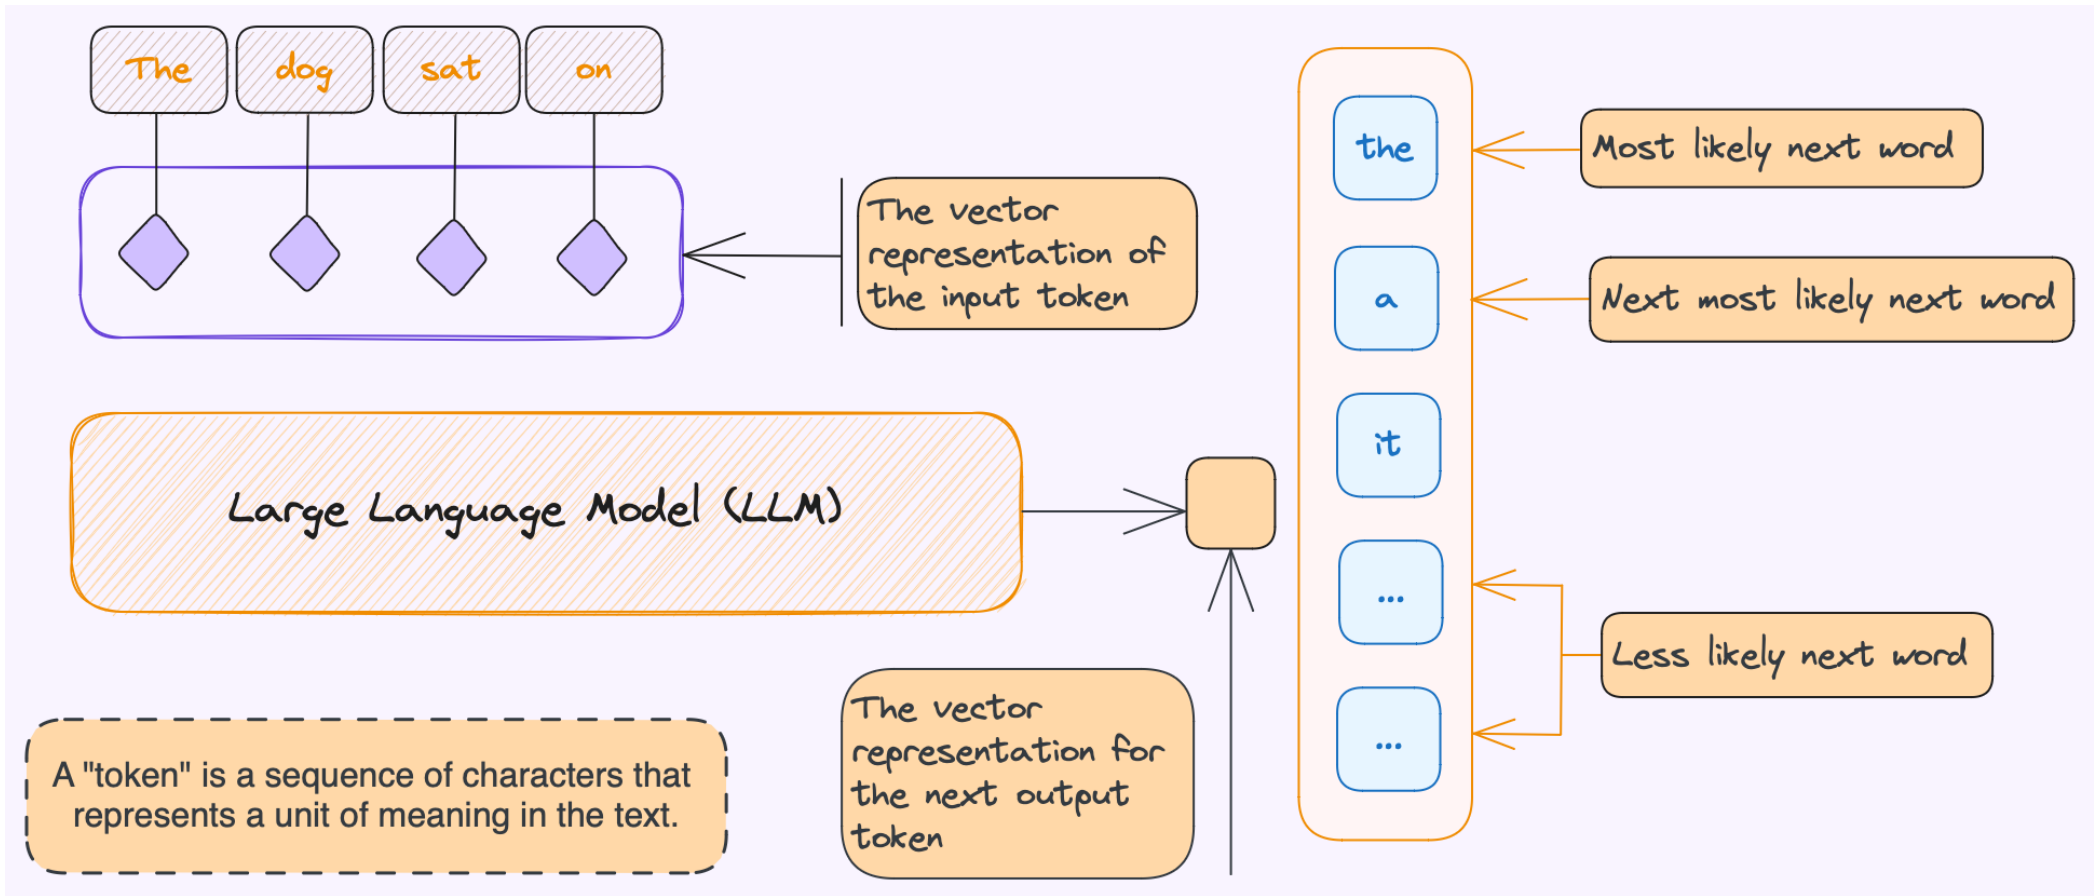 The dog sat on
The vector
representation of
the input token
the
Most likely next word
a
Next most likely next word
it
Large Language Model (LLM)
...
Less likely next word
...
The vector
representation for
the next output
token
A "token" is a sequence of characters that
represents a unit of meaning in the text.